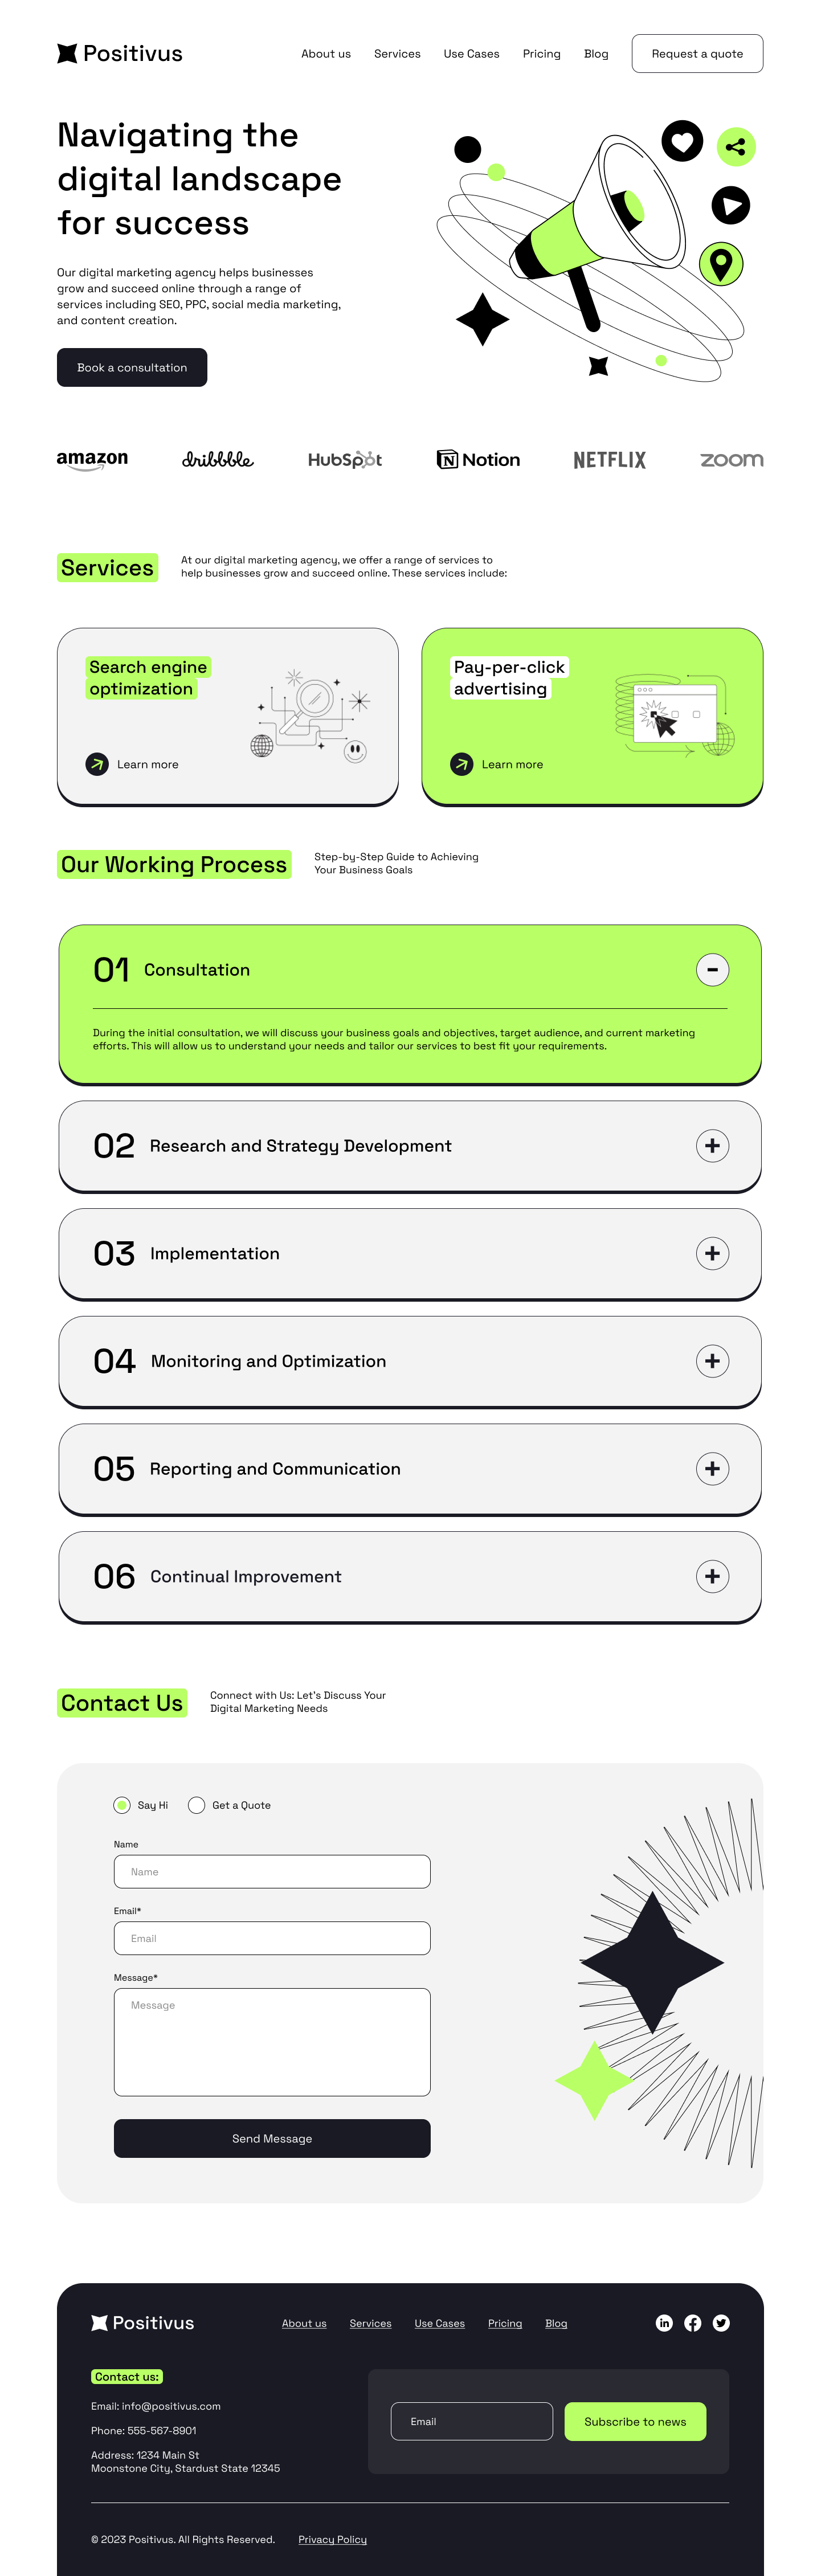 Positivus
About us
Services
Use Cases
Pricing
Blog
Request a quote
Navigating the
digital landscape
for success
Our digital marketing agency helps businesses
grow and succeed online through a range of
services including SEO, PPC, social media marketing,
and content creation.
Book a consultation
amazon
dribbble
HubSpot
Notion
NETFLIX
zoom
Services
At our digital marketing agency, we offer a range of services to
help businesses grow and succeed online. These services include:
Search engine
optimization
Learn more
Pay-per-click
advertising
Learn more
Our Working Process
Step-by-Step Guide to Achieving
Your Business Goals
01 Consultation
During the initial consultation, we will discuss your business goals and objectives, target audience, and current marketing
efforts. This will allow us to understand your needs and tailor our services to best fit your requirements.
02 Research and Strategy Development
03 Implementation
04 Monitoring and Optimization
05 Reporting and Communication
06 Continual Improvement
Contact Us
Connect with Us: Let's Discuss Your
Digital Marketing Needs
Say Hi
Get a Quote
Name
Name
Email*
Email
Message*
Message
Send Message
Positivus
About us
Services
Use Cases
Pricing
Blog
in
Contact us:
Email: info@positivus.com
Phone: 555-567-8901
Address: 1234 Main St
Moonstone City, Stardust State 12345
Email
Subscribe to news
© 2023 Positivus. All Rights Reserved.
Privacy Policy